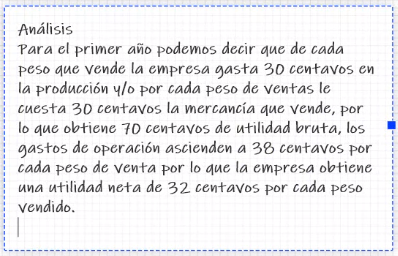 Análisis
Para el primer año podemos decir que de cada
peso que vende la empresa gasta 30 centavos en
la producción y/o por cada peso de ventas le
cuesta 30 centavos la mercancía que vende, por
lo que obtiene 70 centavos de utilidad bruta, los
gastos de operación ascienden a 38 centavos por
cada peso de venta por lo que la empresa obtiene
una utilidad neta de 32 centavos por cada peso
vendido.